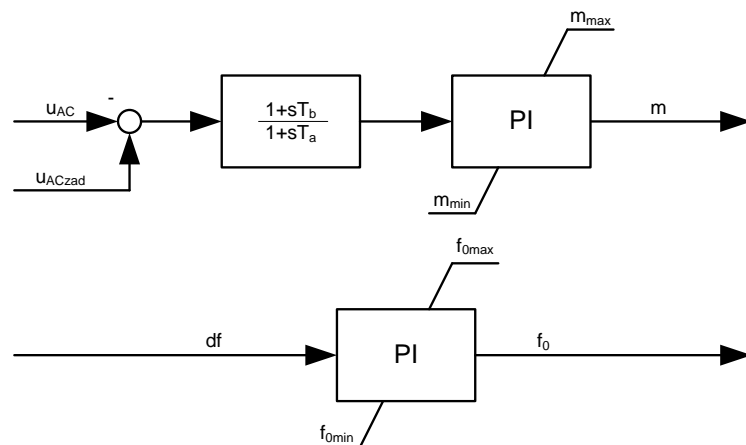 m_max
-
u_AC
1+sT_b
1+sT_a
PI
m
u_ACzad
m_min
f_0max
df
PI
f_0
f_0min